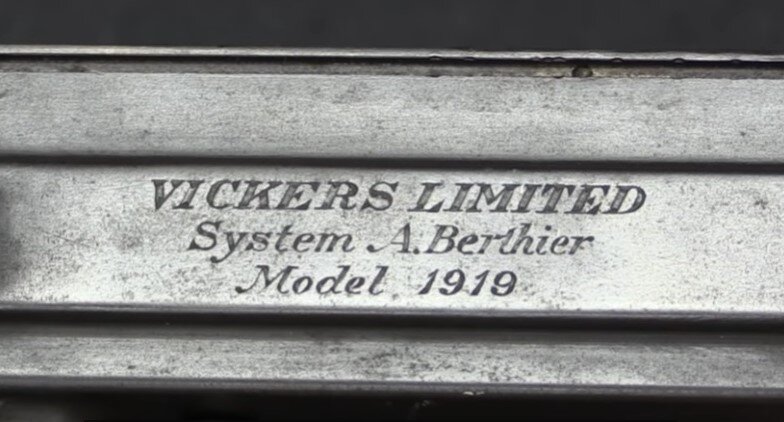 VICKERS LIMITED
System A.Berthier
Model 1919